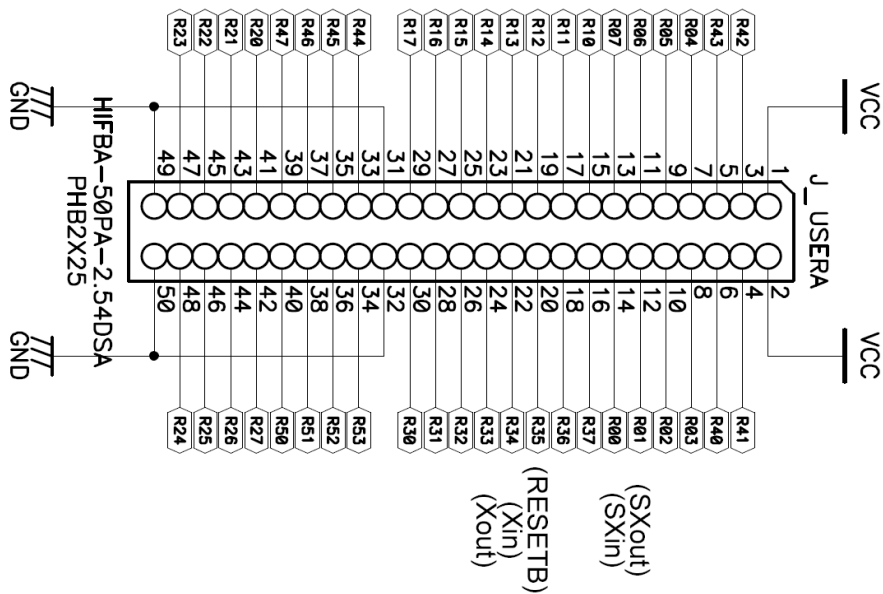 VCC VCC
J_USERA
1 2
R42 3 4 R41
R43 5 6 R40
R04 7 8 R03
R05 9 10 R02
R06 11 12 R01 (SXout)
R07 13 14 R00 (SXin)
R10 15 16 R37
R11 17 18 R36
R12 19 20 R35 (RESETB)
R13 21 22 R34 (Xin)
R14 23 24 R33 (Xout)
R15 25 26 R32
R16 27 28 R31
R17 29 30 R30
31 32
R44 33 34 R53
R45 35 36 R52
R46 37 38 R51
R47 39 40 R50
R20 41 42 R27
R21 43 44 R26
R22 45 46 R25
R23 47 48 R24
49 50
HIFBA-50PA-2.54DSA
PHB2X25
GND GND